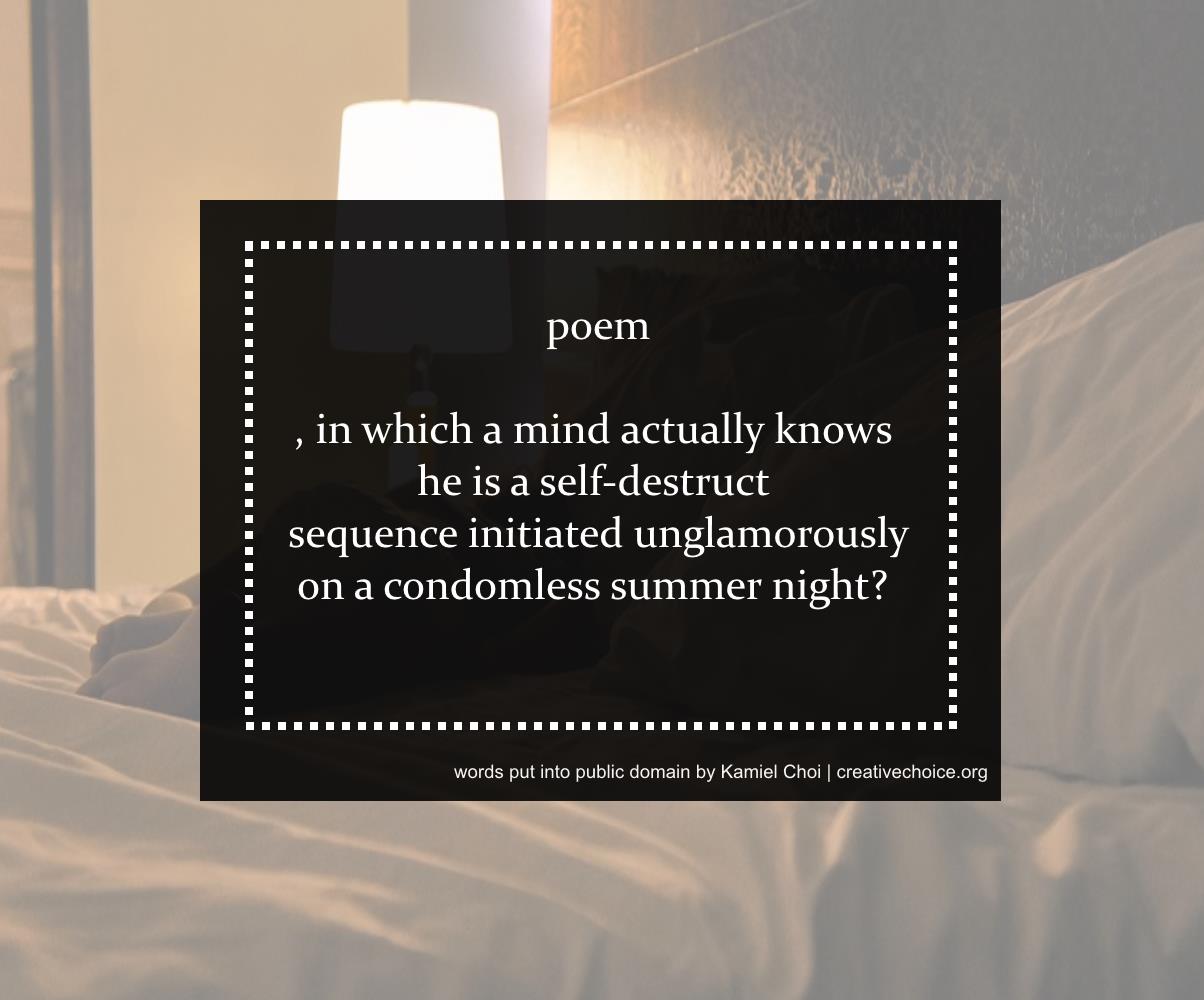 poem
, in which a mind actually knows
he is a self-destruct
sequence initiated unglamorously
on a condomless summer night?
words put into public domain by Kamiel Choi | creativechoice.org